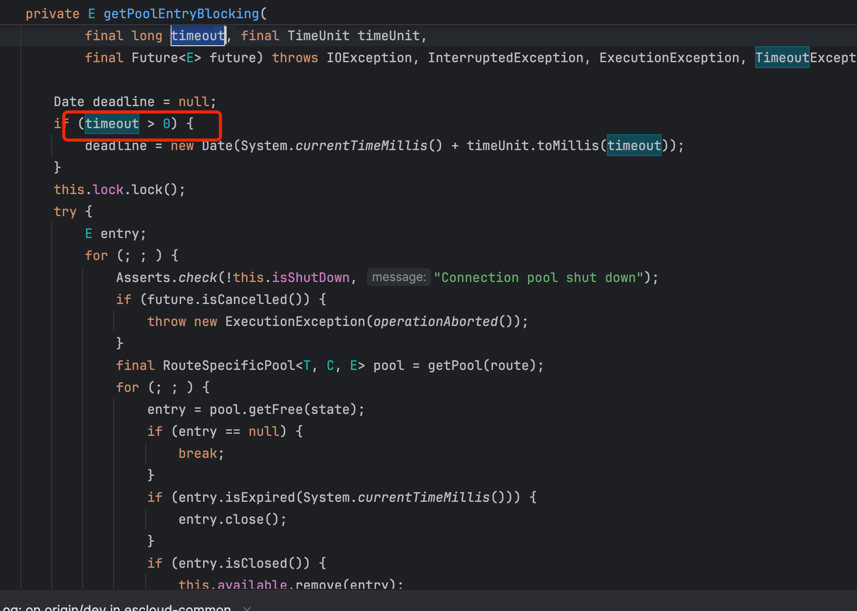 private E getPoolEntryBlocking(
final long timeout, final TimeUnit timeUnit,
final Future<E> future) throws IOException, InterruptedException, ExecutionException, TimeoutExcept
Date deadline = null;
if (timeout > 0) {
deadline = new Date(System.currentTimeMillis() + timeUnit.toMillis(timeout));
}
this.lock.lock();
try {
E entry;
for (; ; ) {
Asserts.check(!this.isShutDown, message: "Connection pool shut down");
if (future.isCancelled()) {
throw new ExecutionException(operationAborted());
}
final RouteSpecificPool<T, C, E> pool = getPool(route);
for (; ; ) {
entry = pool.getFree(state);
if (entry == null) {
break;
}
if (entry.isExpired(System.currentTimeMillis())) {
entry.close();
}
if (entry.isClosed()) {
this.available.remove(entry);
og: on origin/dev in escloud-common ×